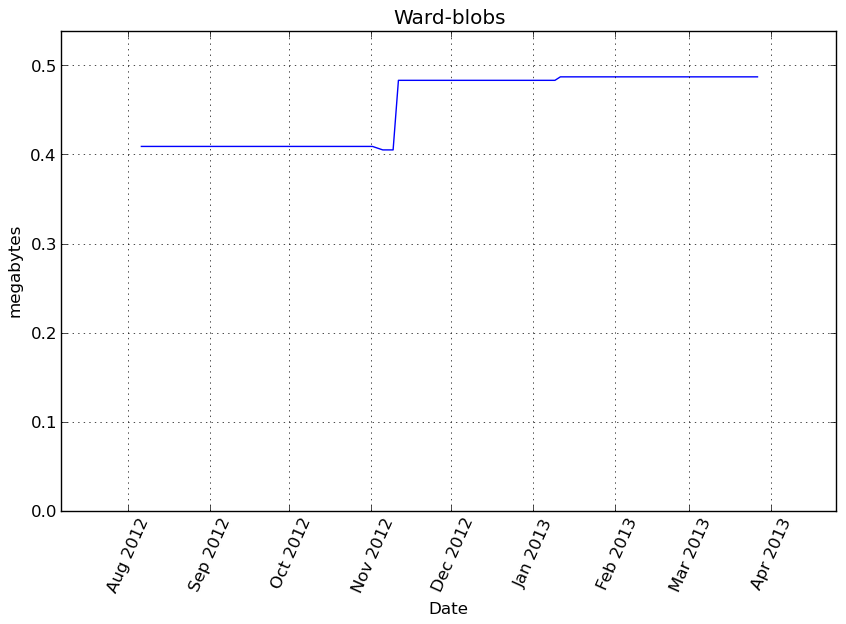 Ward-blobs
0.5
0.4
0.3
0.2
0.1
0.0
megabytes
Aug 2012
Sep 2012
Oct 2012
Nov 2012
Dec 2012
Jan 2013
Feb 2013
Mar 2013
Apr 2013
Date